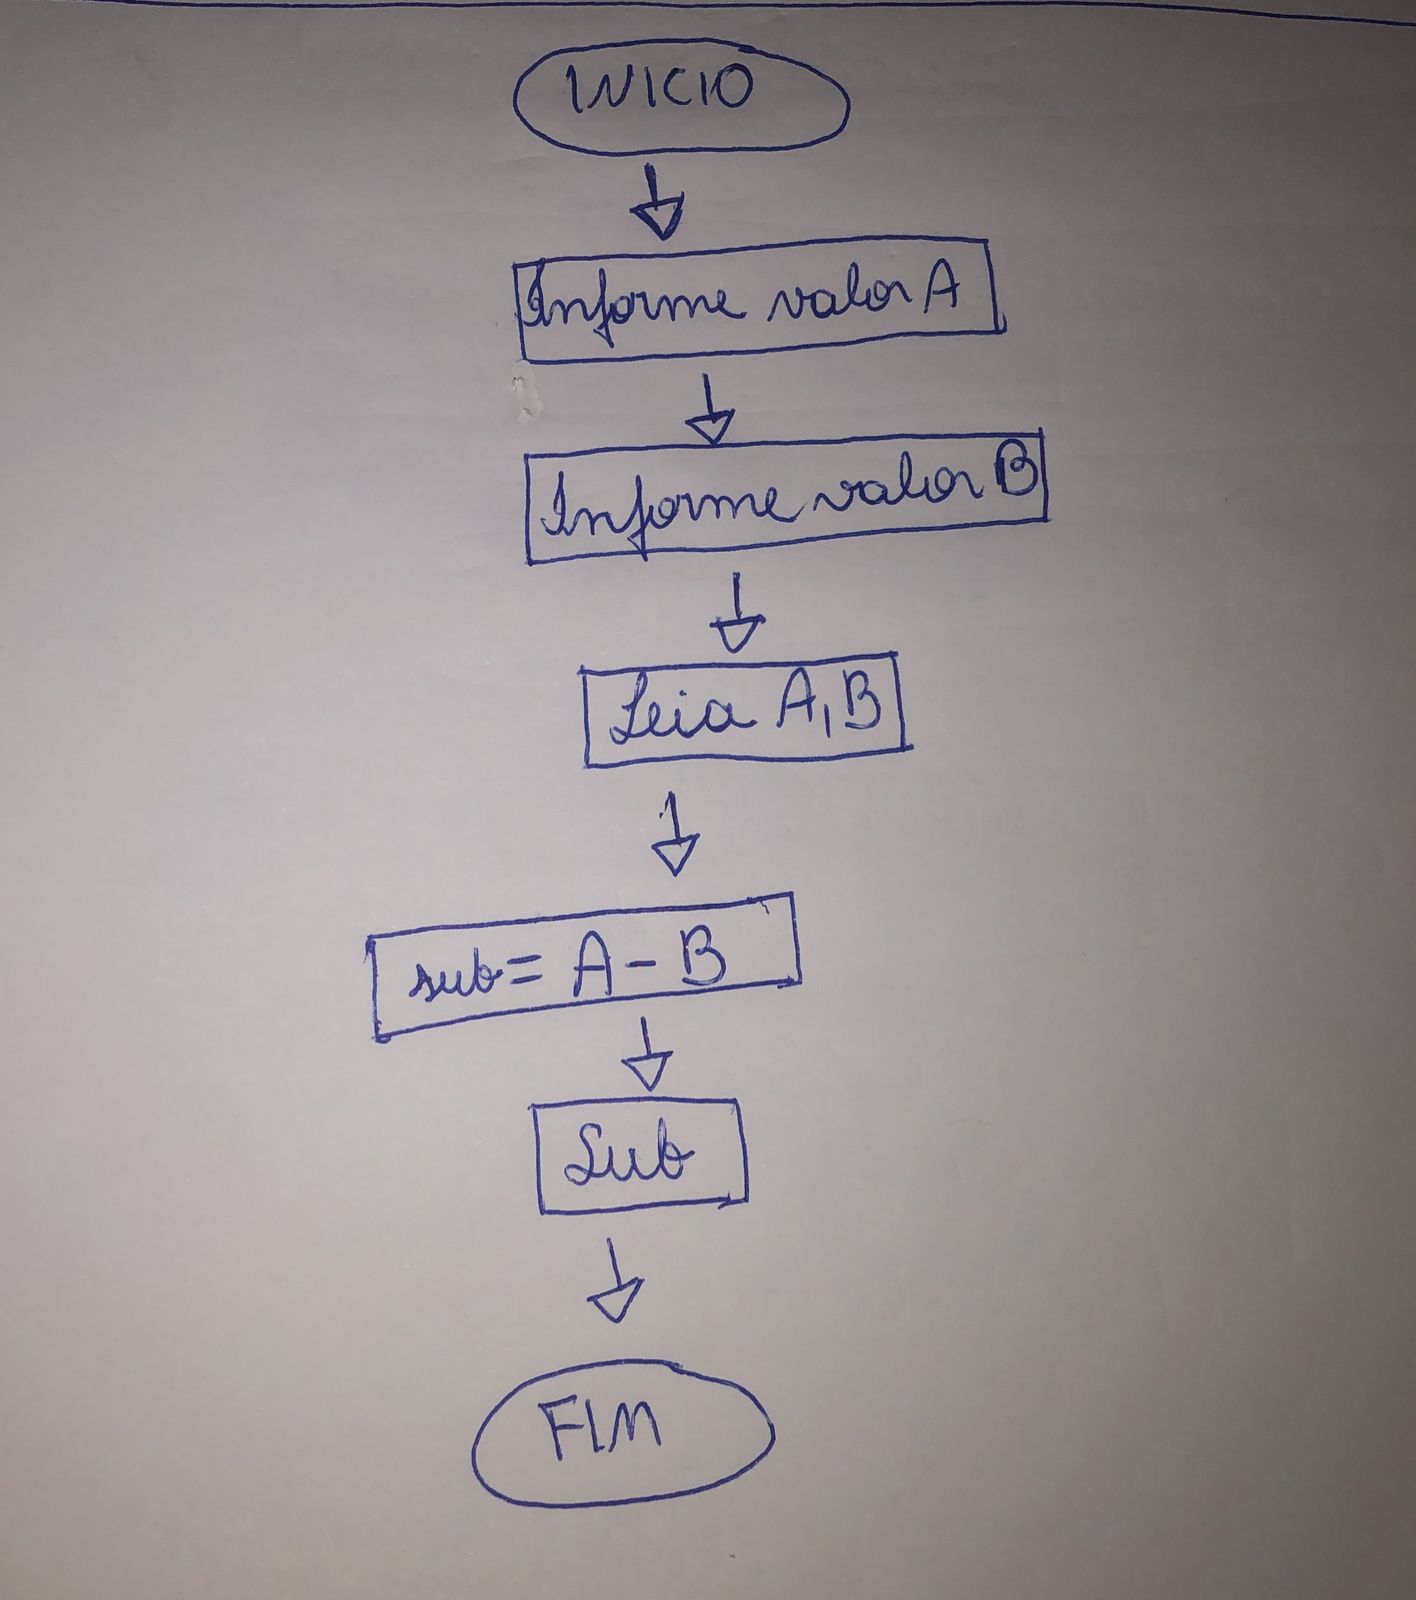 INICIO
Informe valor A
Informe valor B
Leia A, B
sub = A - B
Sub
FIM